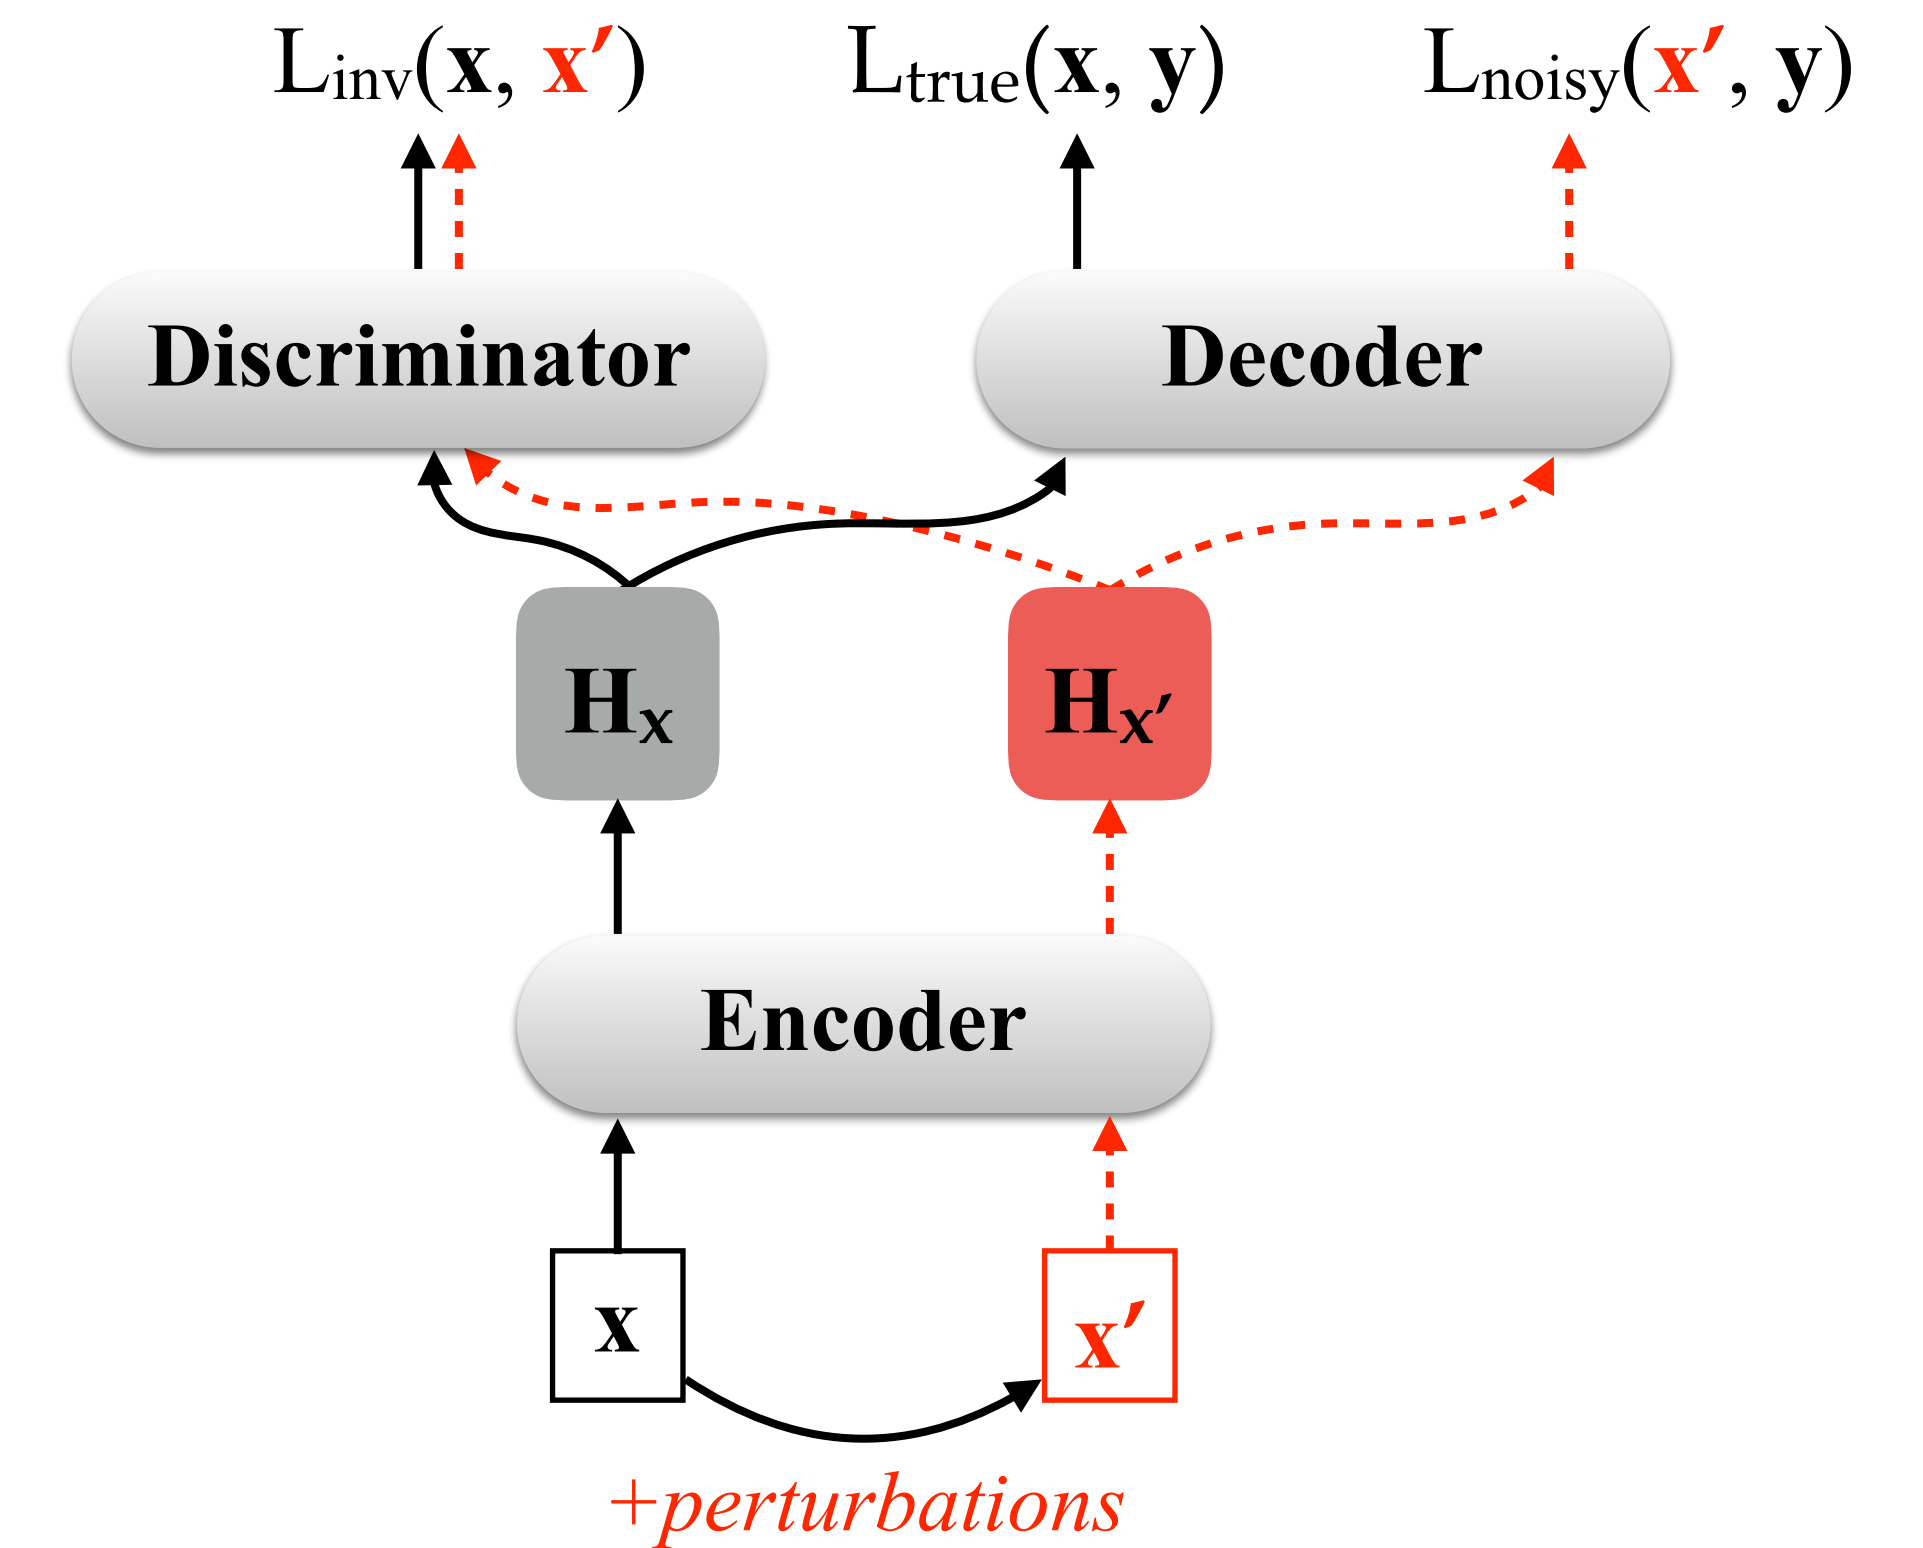 Linv(x, x′) Ltrue(x, y) Lnoisy(x′, y)
Discriminator Decoder
Hx Hx′
Encoder
x x′
+perturbations